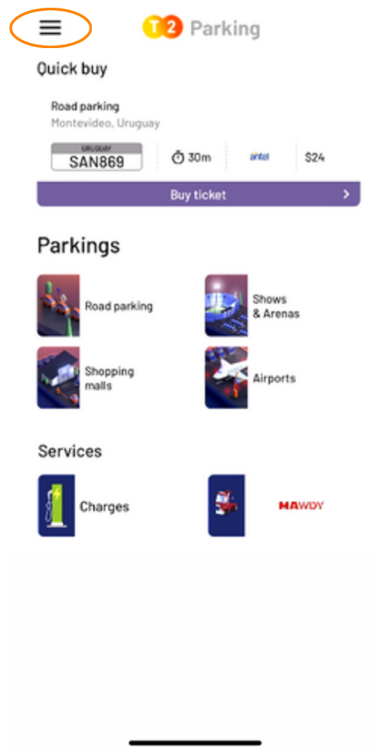 T2 Parking
Quick buy
Road parking
Montevideo, Uruguay
URUGUAY
SAN869
30m
antel
$24
Buy ticket
Parkings
Road parking
Shows
& Arenas
Shopping
malls
Airports
Services
Charges
MAWDY